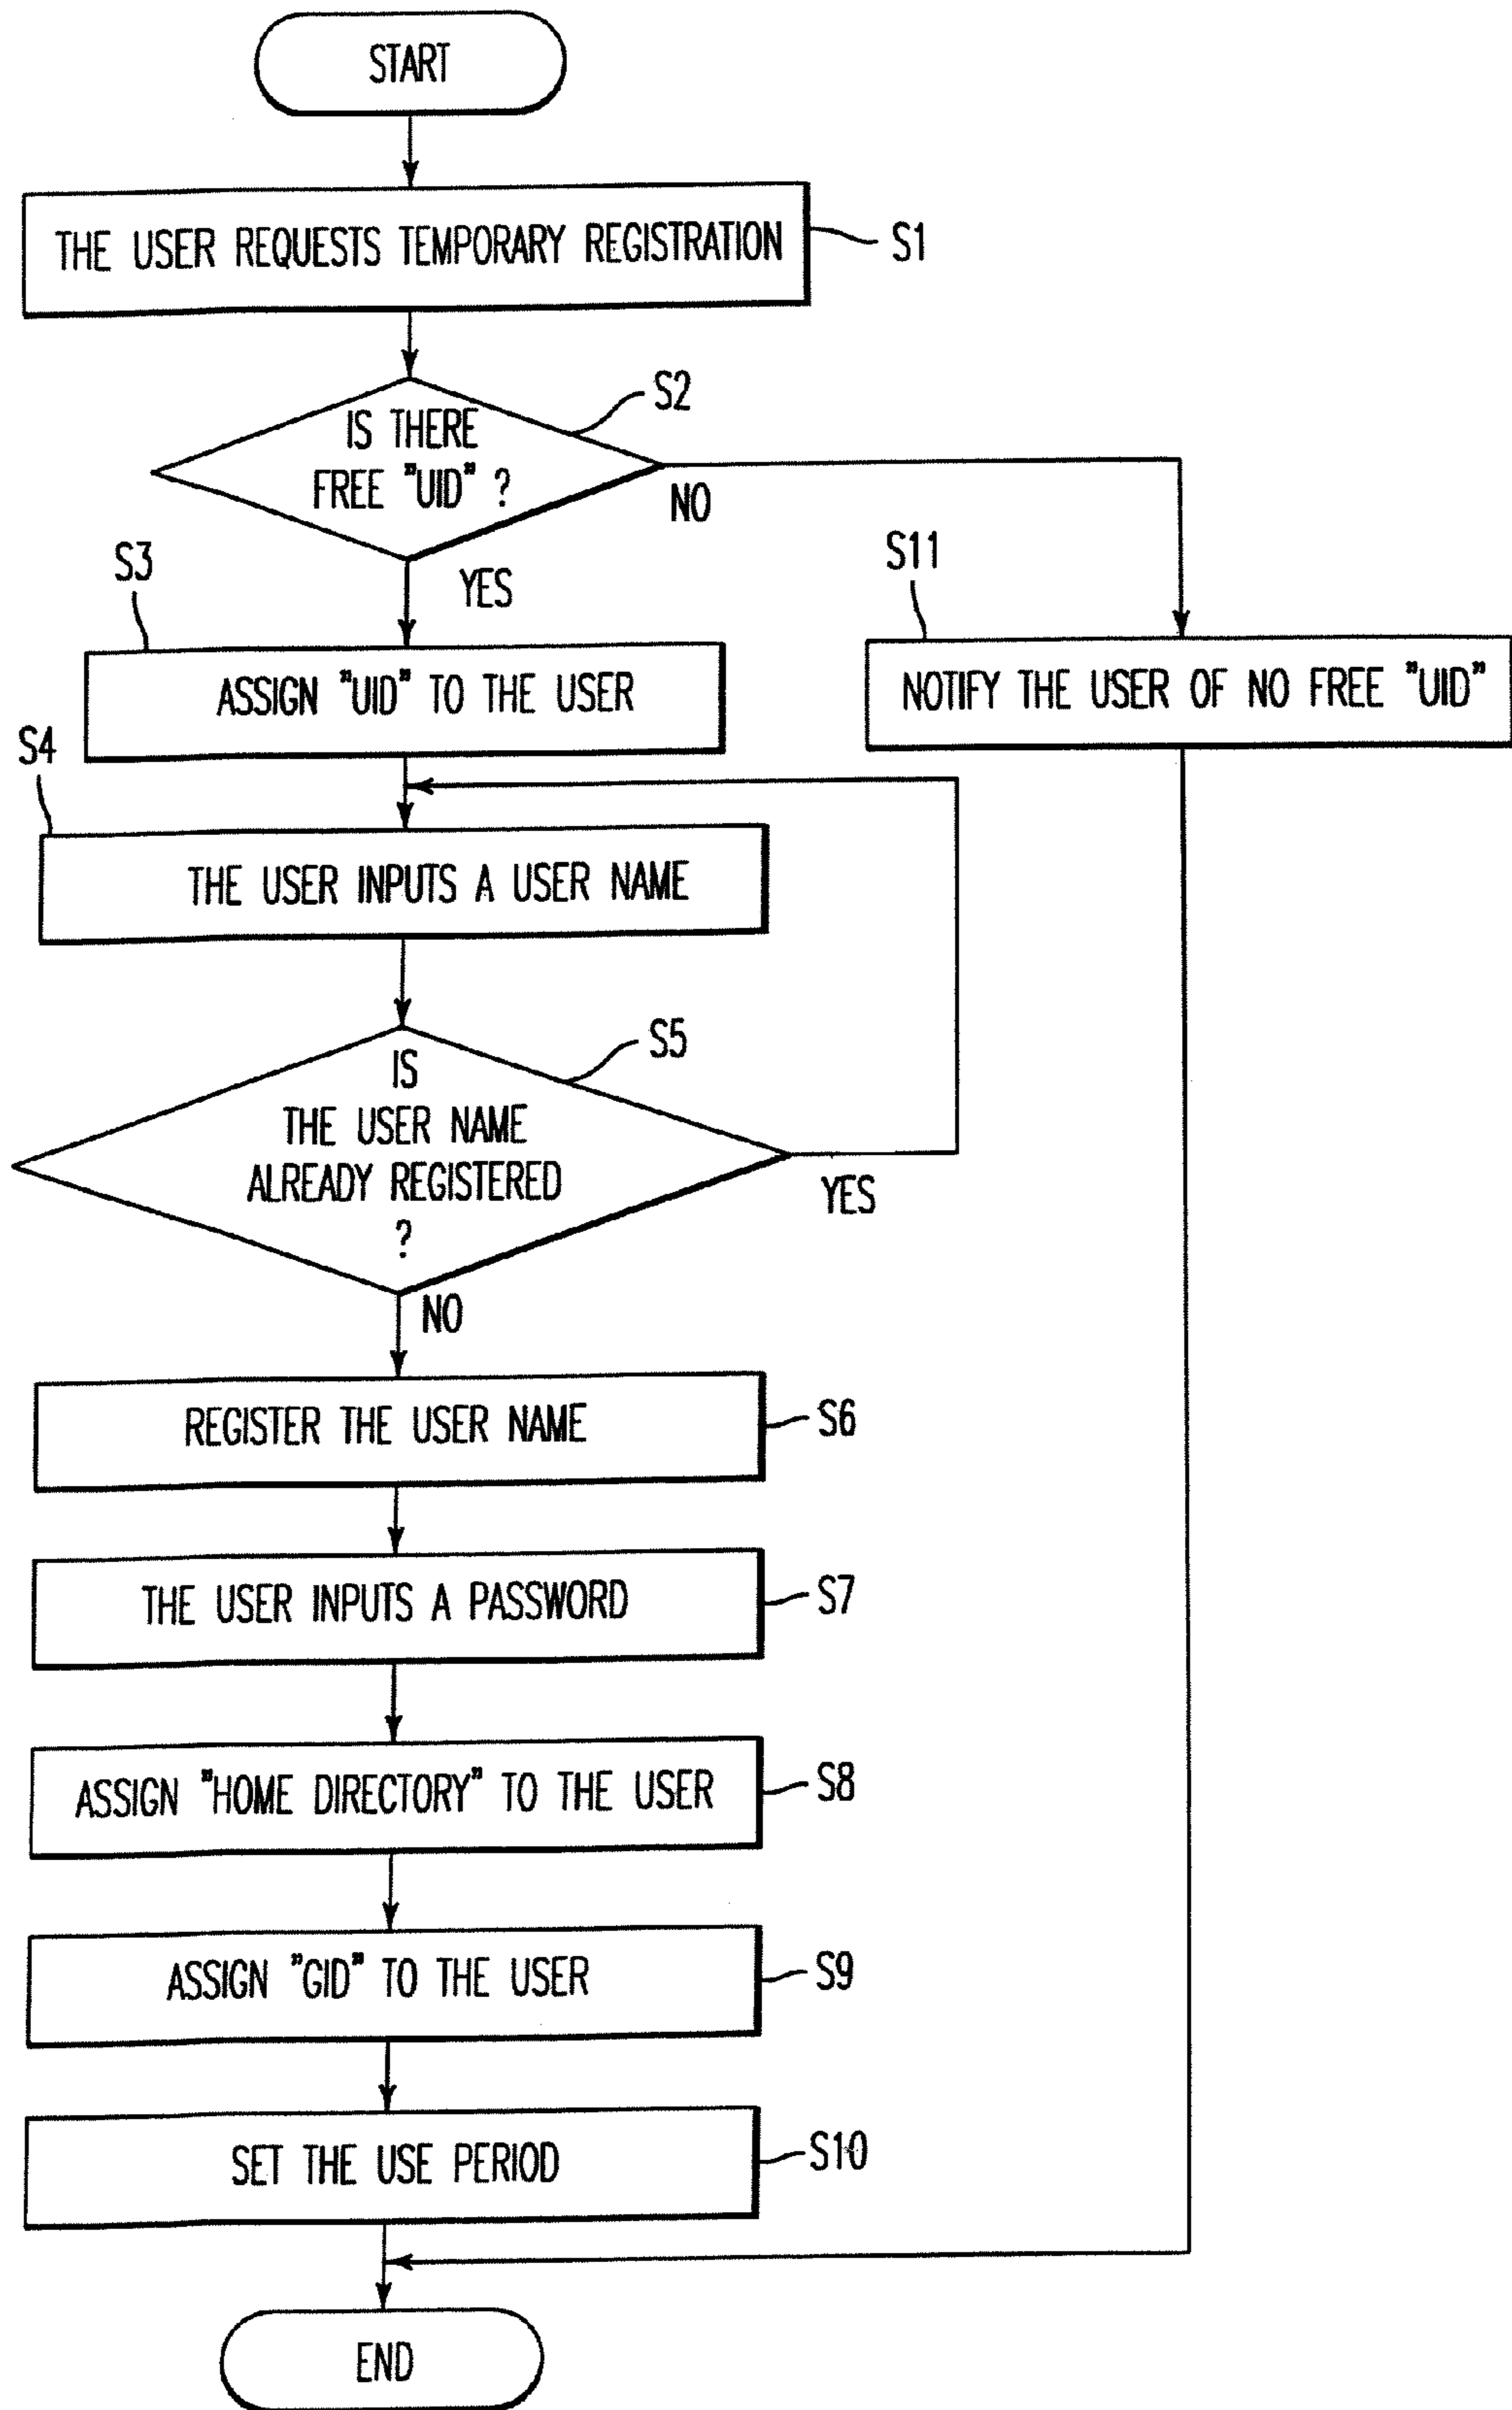 START
THE USER REQUESTS TEMPORARY REGISTRATION
S1
S2
IS THERE
FREE "UID" ?
NO
YES
S3
ASSIGN "UID" TO THE USER
S11
NOTIFY THE USER OF NO FREE "UID"
S4
THE USER INPUTS A USER NAME
S5
IS
THE USER NAME
ALREADY REGISTERED
?
YES
NO
REGISTER THE USER NAME
S6
THE USER INPUTS A PASSWORD
S7
ASSIGN "HOME DIRECTORY" TO THE USER
S8
ASSIGN "GID" TO THE USER
S9
SET THE USE PERIOD
S10
END